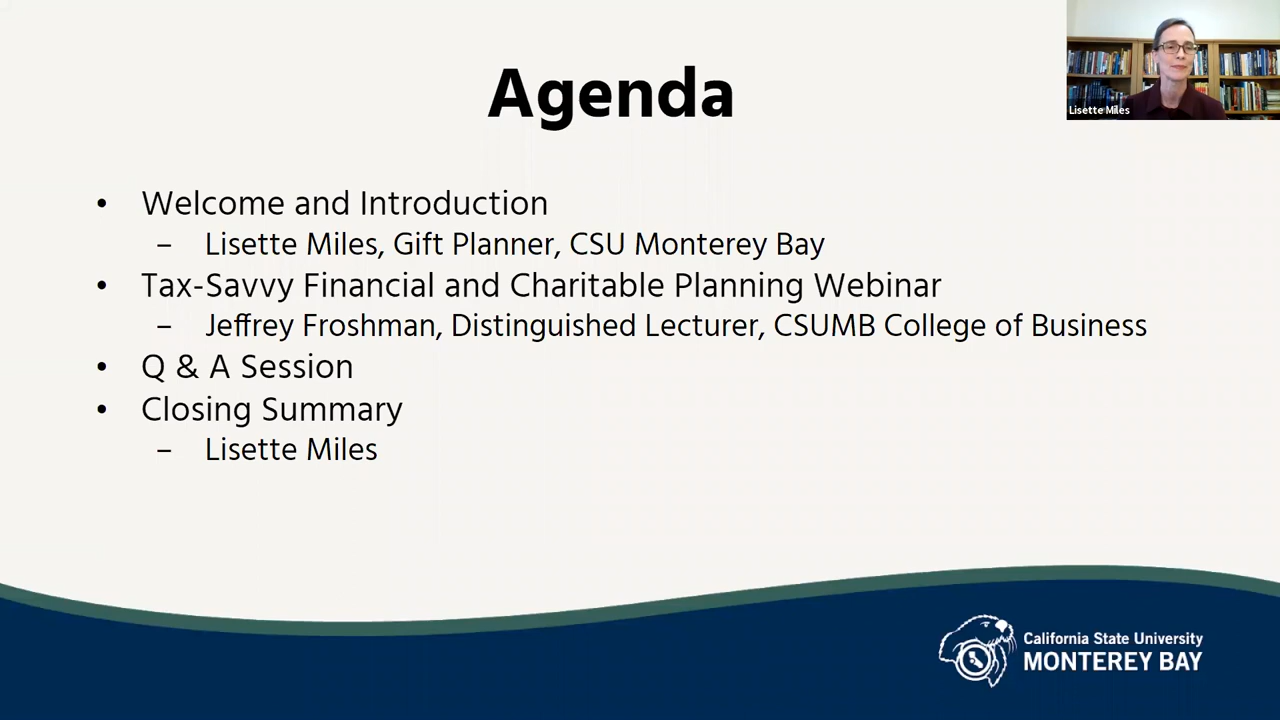 Agenda
Lisette Miles
• Welcome and Introduction
– Lisette Miles, Gift Planner, CSU Monterey Bay
• Tax-Savvy Financial and Charitable Planning Webinar
– Jeffrey Froshman, Distinguished Lecturer, CSUMB College of Business
• Q & A Session
• Closing Summary
– Lisette Miles
California State University
MONTEREY BAY